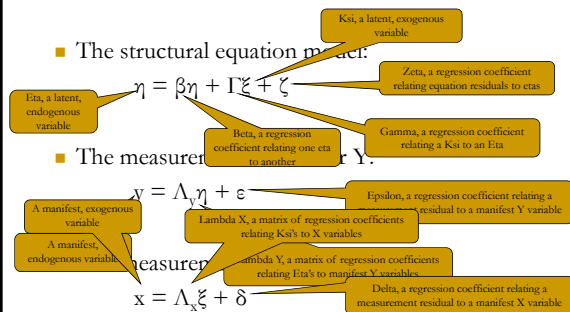 Ksi, a latent, exogenous
variable
■ The structural equation model:
η = βη + Γξ + ζ
Zeta, a regression coefficient
relating equation residuals to etas
Eta, a latent,
endogenous
variable
Beta, a regression
coefficient relating one eta
to another
Gamma, a regression coefficient
relating a Ksi to an Eta
■ The measurem r Y:
y = Λyη + ε
Epsilon, a regression coefficient relating a
measurement residual to a manifest Y variable
A manifest, exogenous
variable
Lambda X, a matrix of regression coefficients
relating Ksi's to X variables
A manifest,
endogenous variable
measurem
Lambda Y, a matrix of regression coefficients
relating Eta's to manifest Y variables
x = Λxξ + δ
Delta, a regression coefficient relating a
measurement residual to a manifest X variable